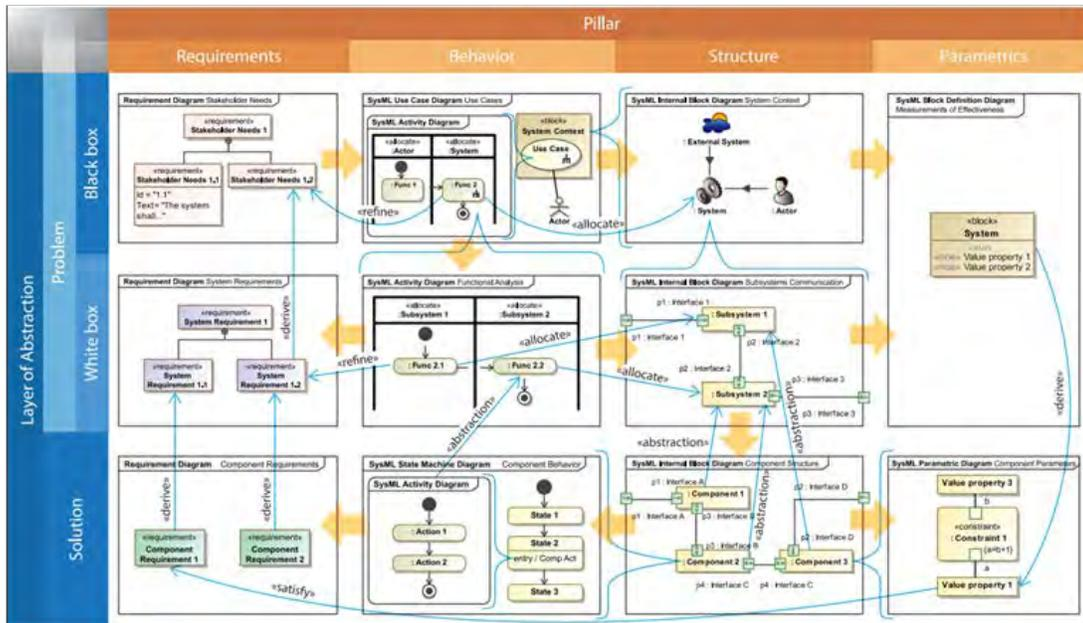 Pillar
Requirements
Behavior
Structure
Parametrics
Layer of Abstraction
Problem
Black box
White box
Solution
Requirement Diagram Stakeholder Needs
«requirement»
Stakeholder Needs 1
«requirement»
Stakeholder Needs 1.1
Id = "1.1"
Text= "The system
shall..."
«requirement»
Stakeholder Needs 1.2
SysML Use Case Diagram Use Cases
SysML Activity Diagram
«allocate»
:Actor
«allocate»
:System
: Func 1
: Func 2
«block»
System Context
Use Case
Actor
«refine»
«allocate»
SysML Internal Block Diagram System Context
: External System
: System
: Actor
SysML Block Definition Diagram
Measurements of Effectiveness
«block»
System
Value property 1
Value property 2
Requirement Diagram System Requirements
«requirement»
System Requirement 1
«requirement»
System
Requirement 1.1
«requirement»
System
Requirement 1.2
«derive»
SysML Activity Diagram Functional Analysis
«allocate»
:Subsystem 1
«allocate»
:Subsystem 2
: Func 2.1
: Func 2.2
«refine»
«allocate»
«allocate»
«abstraction»
SysML Internal Block Diagram Subsystems Communication
p1 : Interface 1
p1 : Interface 1
: Subsystem 1
p2 : Interface 2
p2 : Interface 2
: Subsystem 2
p3 : Interface 3
p3 : Interface 3
«abstraction»
«abstraction»
«abstraction»
«derive»
Requirement Diagram Component Requirements
«derive»
«derive»
«requirement»
Component
Requirement 1
«requirement»
Component
Requirement 2
«satisfy»
SysML State Machine Diagram Component Behavior
SysML Activity Diagram
: Action 1
: Action 2
State 1
State 2
entry / Comp Act
State 3
SysML Internal Block Diagram Component Structure
p1 : Interface A
p1 : Interface A
: Component 1
p3 : Interface B
p3 : Interface B
: Component 2
p2 : Interface D
p2 : Interface D
: Component 3
p4 : Interface C
p4 : Interface C
SysML Parametric Diagram Component Parameters
Value property 3
b
«constraint»
: Constraint 1
{a=b+1}
a
Value property 1